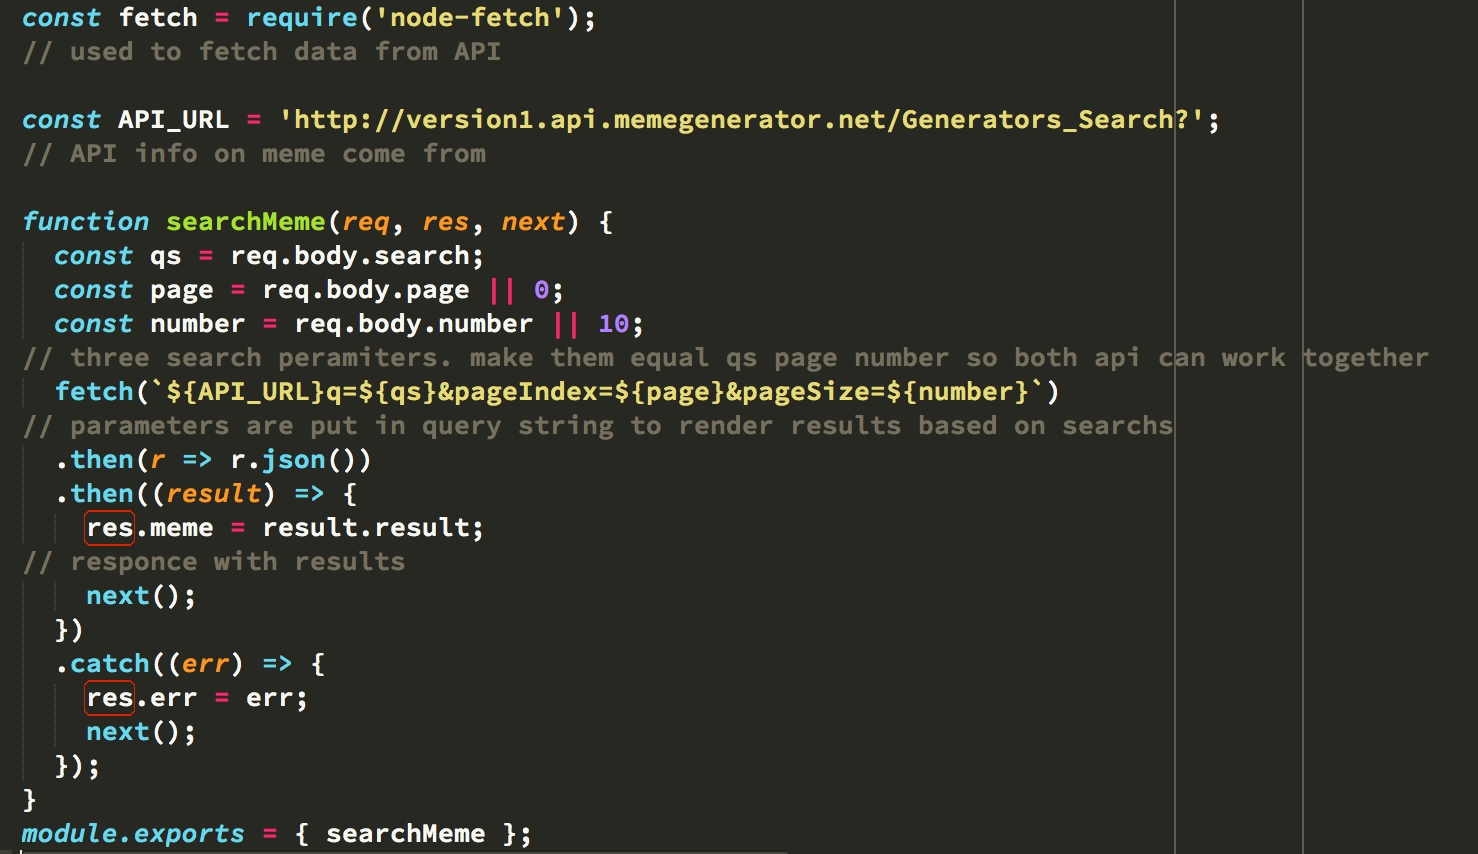 const fetch = require('node-fetch');
// used to fetch data from API
const API_URL = 'http://version1.api.memegenerator.net/Generators_Search?';
// API info on meme come from
function searchMeme(req, res, next) {
const qs = req.body.search;
const page = req.body.page || 0;
const number = req.body.number || 10;
// three search peramiters. make them equal qs page number so both api can work together
fetch(`${API_URL}q=${qs}&pageIndex=${page}&pageSize=${number}`)
// parameters are put in query string to render results based on searchs
.then(r => r.json())
.then((result) => {
res.meme = result.result;
// responce with results
next();
})
.catch((err) => {
res.err = err;
next();
});
}
module.exports = { searchMeme };